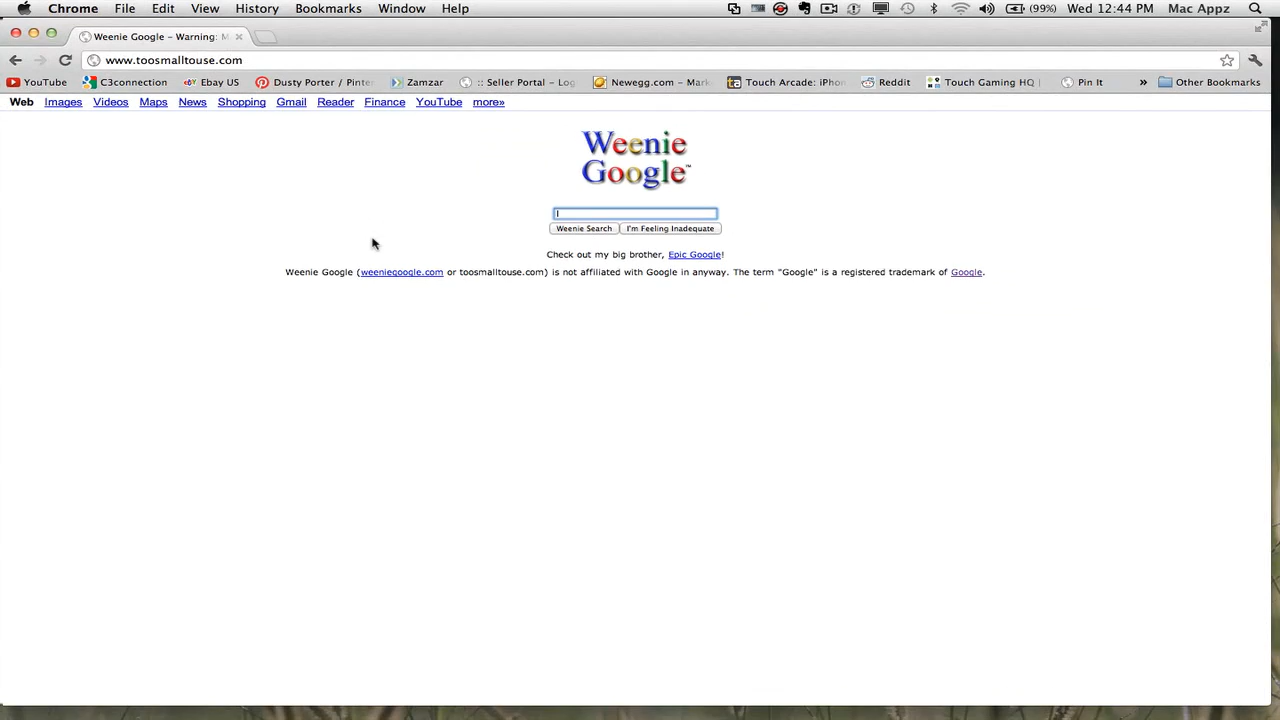 Chrome File Edit View History Bookmarks Window Help (99%) Wed 12:44 PM Mac Appz
Weenie Google – Warning: M
www.toosmalltouse.com
YouTube C3connection Ebay US Dusty Porter / Pinter Zamzar :: Seller Portal – Log Newegg.com – Mark Touch Arcade: iPhon Reddit Touch Gaming HQ | Pin It » Other Bookmarks
Web Images Videos Maps News Shopping Gmail Reader Finance YouTube more»
Weenie
Google™
Weenie Search I'm Feeling Inadequate
Check out my big brother, Epic Google!
Weenie Google (weeniegoogle.com or toosmalltouse.com) is not affiliated with Google in anyway. The term "Google" is a registered trademark of Google.